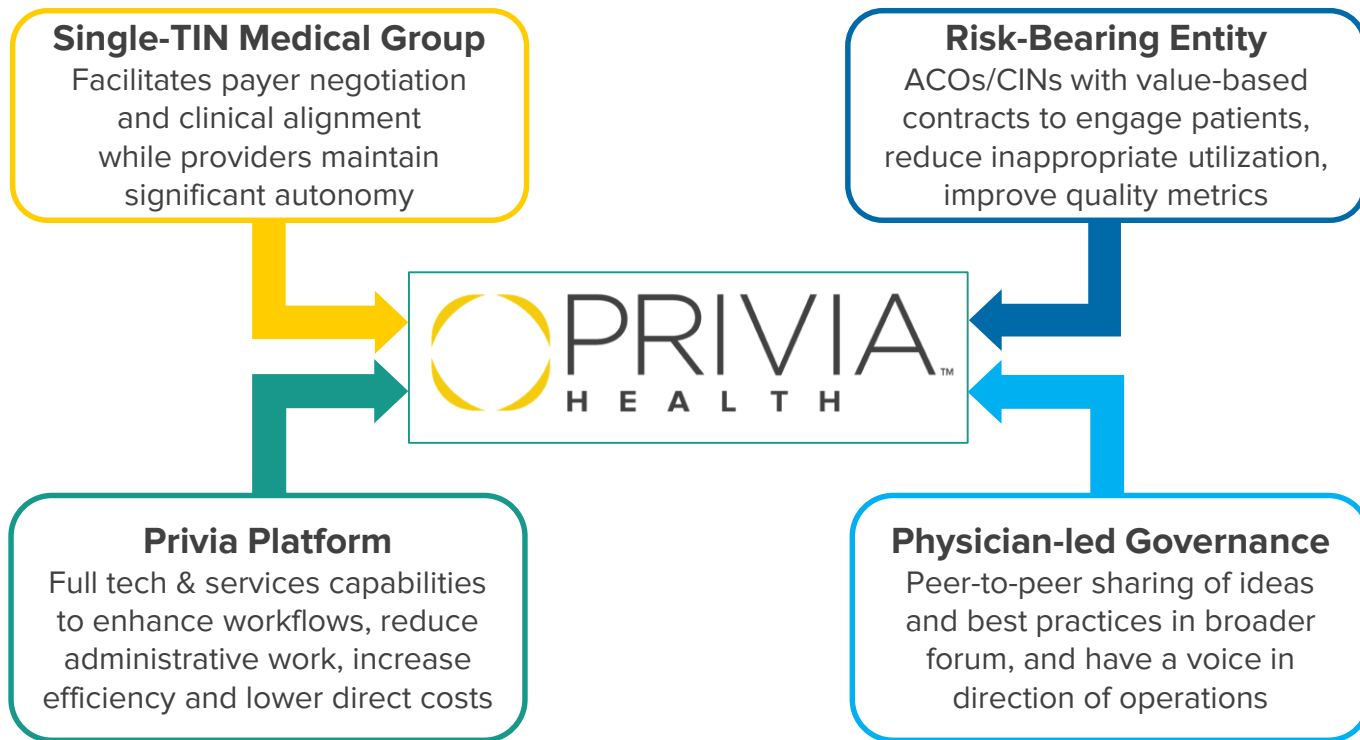 Single-TIN Medical Group
Facilitates payer negotiation
and clinical alignment
while providers maintain
significant autonomy
Risk-Bearing Entity
ACOs/CINs with value-based
contracts to engage patients,
reduce inappropriate utilization,
improve quality metrics
PRIVIA™
HEALTH
Privia Platform
Full tech & services capabilities
to enhance workflows, reduce
administrative work, increase
efficiency and lower direct costs
Physician-led Governance
Peer-to-peer sharing of ideas
and best practices in broader
forum, and have a voice in
direction of operations